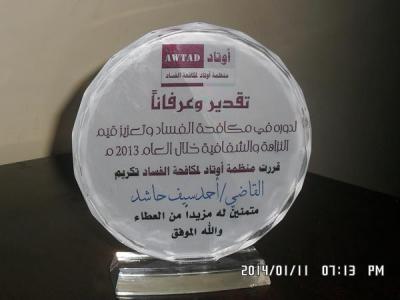 أوتاد AWTAD
منظمة أوتاد لمكافحة الفساد
تقدير وعرفاناً
لدوره في مكافحة الفساد وتعزيز قيم
النزاهة والشفافية خلال العام 2013 م
قررت منظمة أوتاد لمكافحة الفساد تكريم
القاضي/أحمد سيف حاشد
متمنين له مزيداً من العطاء
والله الموفق
2014/01/11 07:13 PM